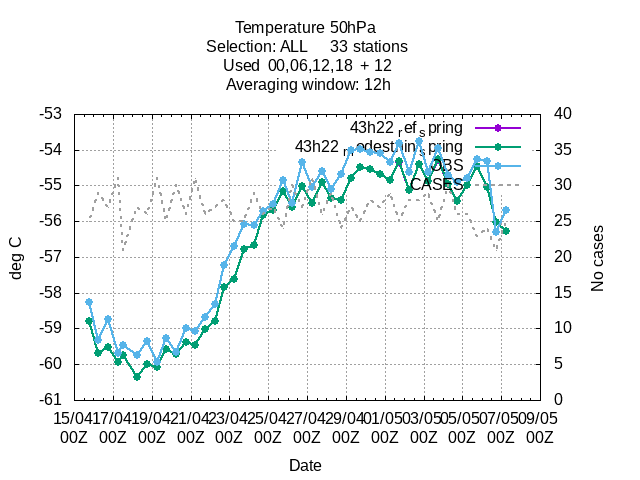 Temperature 50hPa
Selection: ALL 33 stations
Used 00,06,12,18 + 12
Averaging window: 12h
-53 40
43h22ref_spring
-54 35
OBS
-55 30
CASES
-56 25
-57 20
-58 15
-59 10
-60 5
-61 0
deg C
No cases
15/04 17/04 19/04 21/04 23/04 25/04 27/04 29/04 01/05 03/05 05/05 07/05 09/05
00Z 00Z 00Z 00Z 00Z 00Z 00Z 00Z 00Z 00Z 00Z 00Z 00Z
Date